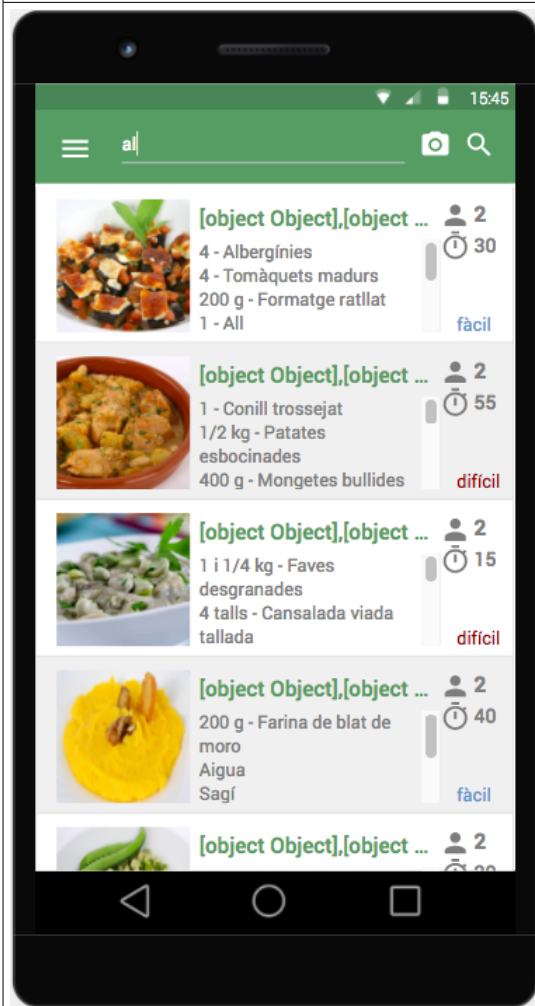 15:45
al
[object Object],[object ...
2
4 - Albergínies
30
4 - Tomàquets madurs
200 g - Formatge ratllat
1 - All
fàcil
[object Object],[object ...
2
1 - Conill trossejat
55
1/2 kg - Patates
esbocinades
400 g - Mongetes bullides
difícil
[object Object],[object ...
2
1 i 1/4 kg - Faves
15
desgranades
4 talls - Cansalada viada
tallada
difícil
[object Object],[object ...
2
200 g - Farina de blat de
40
moro
Aigua
Sagí
fàcil
[object Object],[object ...
2